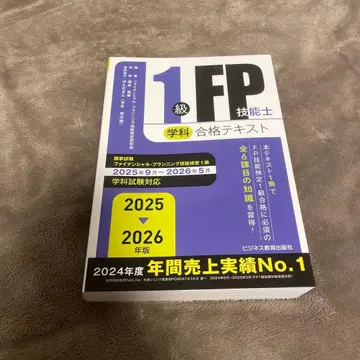 1級 FP技能士
学科 合格テキスト
国家試験
ファイナンシャル・プランニング技能検定1級
2025年9月〜2026年5月
学科試験対応
本テキスト1冊で
FP技能検定1級合格に必須の
全6課目の知識を習得!
2025
2026
年版
ビジネス教育出版社
2024年度 年間売上実績No.1